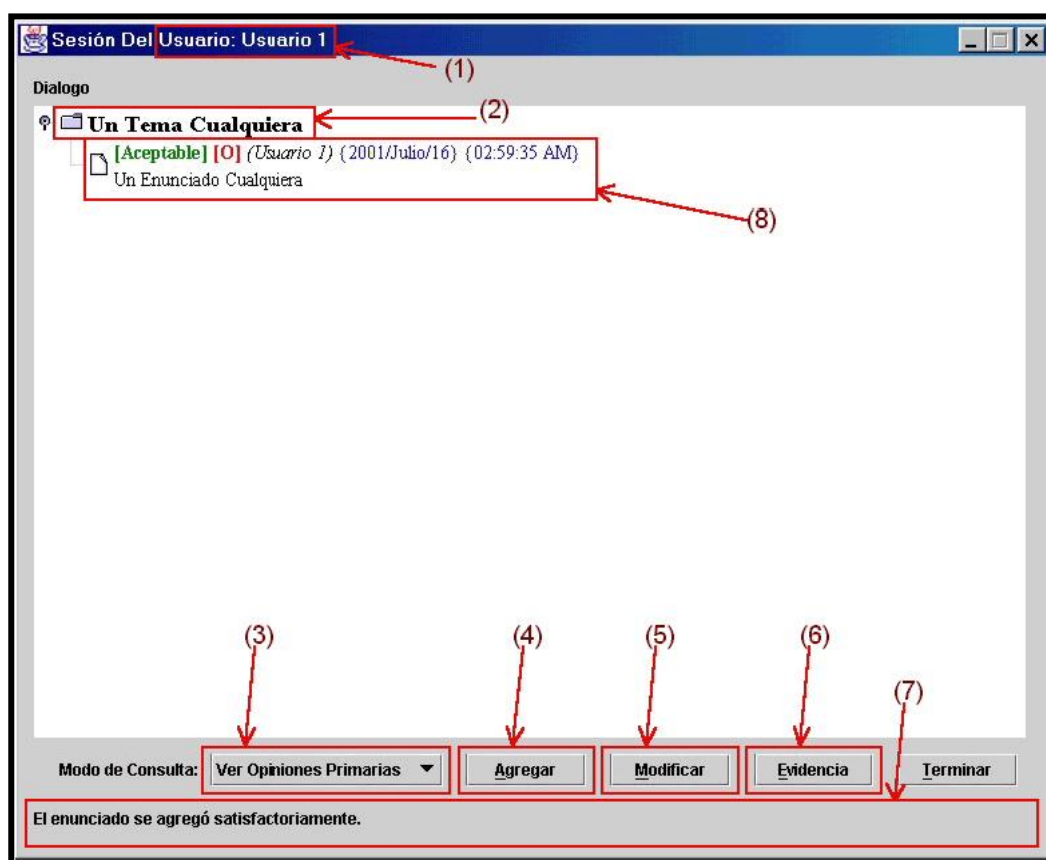 Sesión Del Usuario: Usuario 1
(1)
Dialogo
Un Tema Cualquiera
(2)
[Aceptable] [O] (Usuario 1) {2001/Julio/16} {02:59:35 AM}
Un Enunciado Cualquiera
(8)
(3) (4) (5) (6)
(7)
Modo de Consulta: Ver Opiniones Primarias Agregar Modificar Evidencia Terminar
El enunciado se agregó satisfactoriamente.